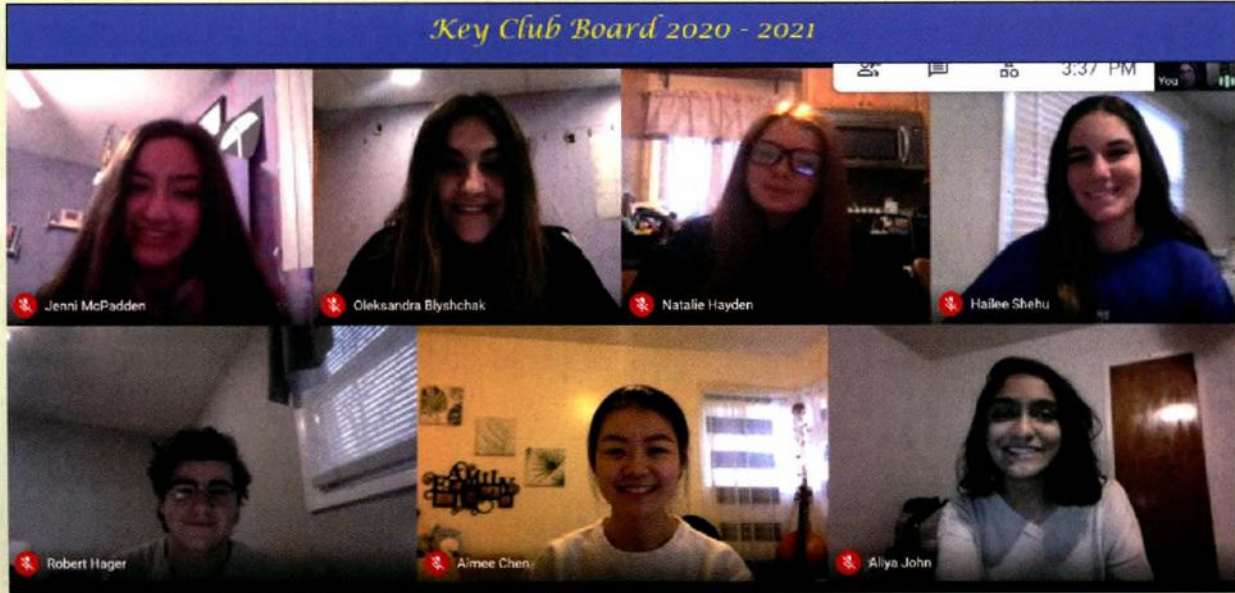 Key Club Board 2020 - 2021
3:37 PM
You
Jenni McPadden
Oleksandra Blyshchak
Natalie Hayden
Hailee Shehu
FAMILY
Robert Hager
Aimee Chen
Aliya John